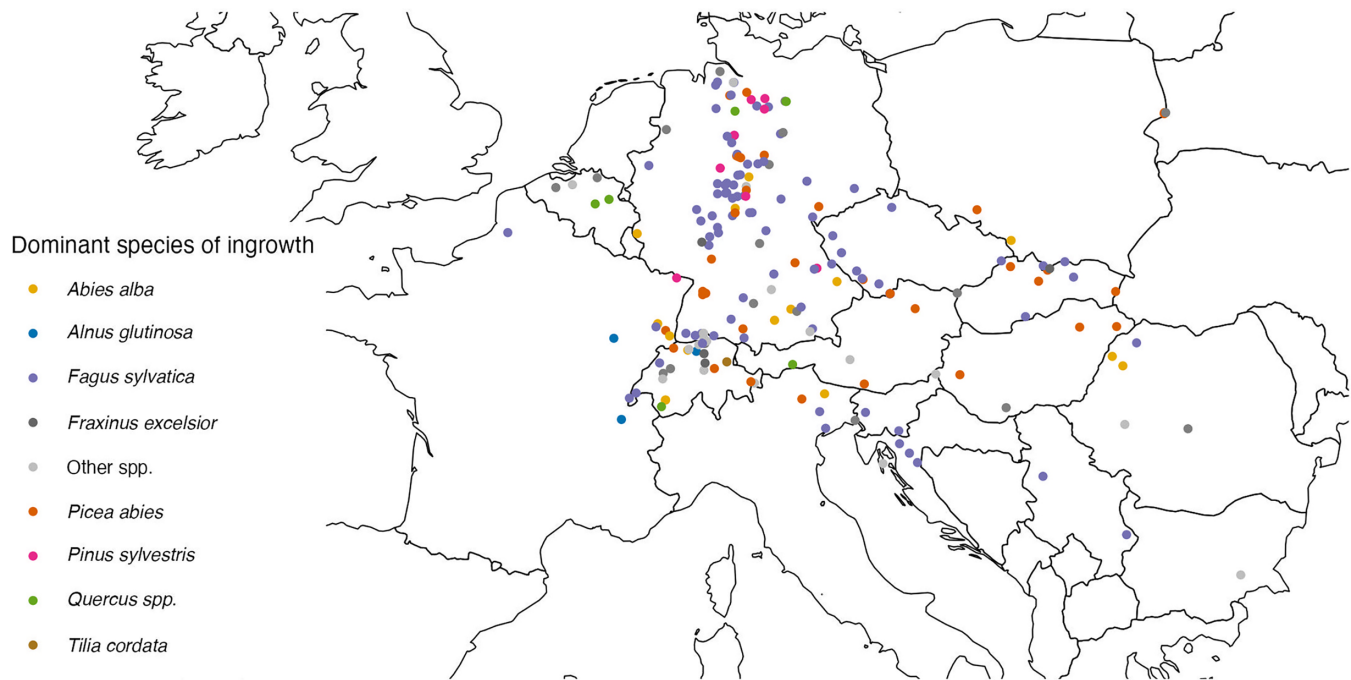 Dominant species of ingrowth
Abies alba
Alnus glutinosa
Fagus sylvatica
Fraxinus excelsior
Other spp.
Picea abies
Pinus sylvestris
Quercus spp.
Tilia cordata